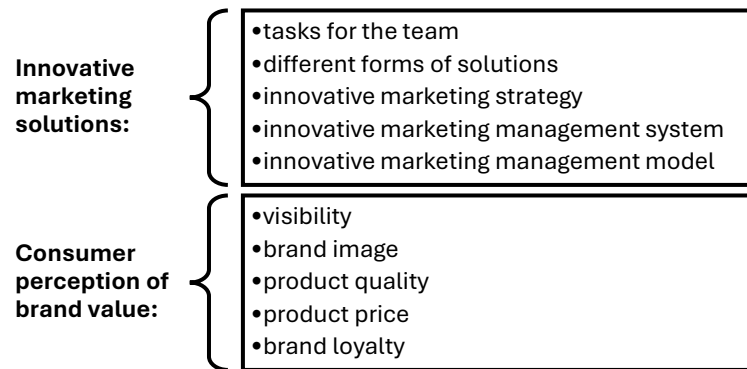 Innovative
marketing
solutions:
•tasks for the team
•different forms of solutions
•innovative marketing strategy
•innovative marketing management system
•innovative marketing management model
Consumer
perception of
brand value:
•visibility
•brand image
•product quality
•product price
•brand loyalty